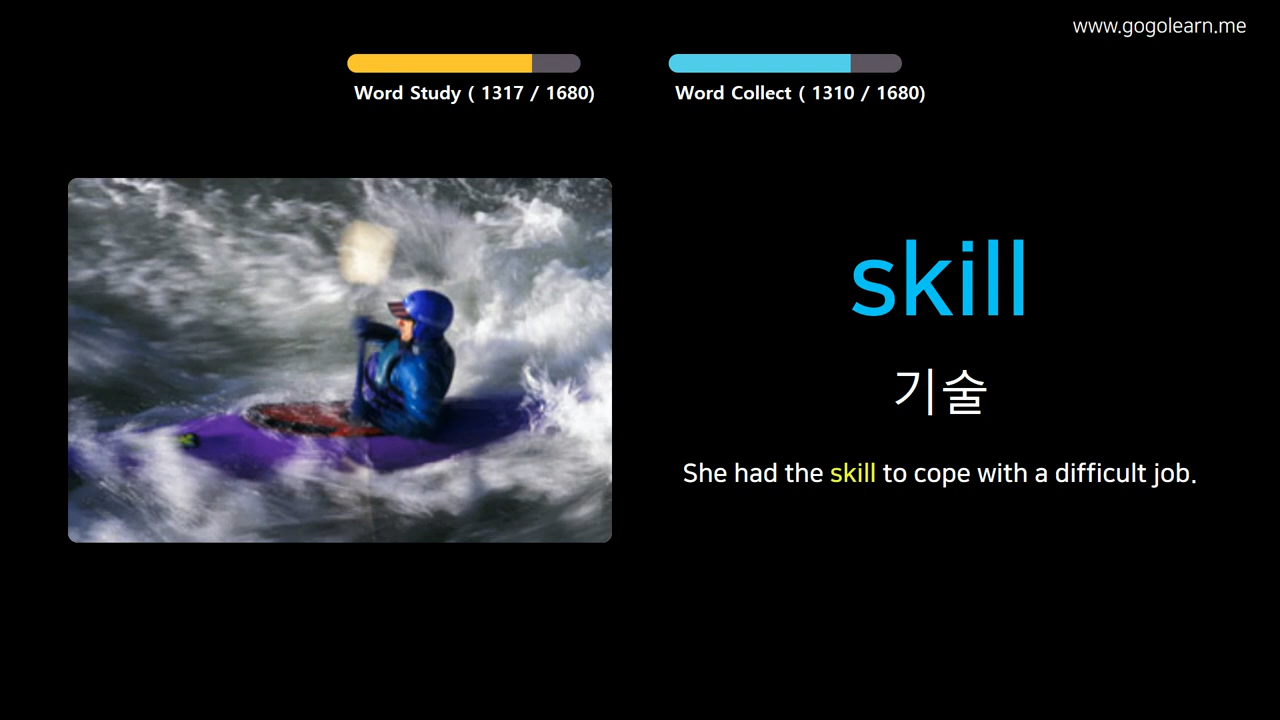 www.gogolearn.me
Word Study ( 1317 / 1680)
Word Collect ( 1310 / 1680)
skill
기술
She had the skill to cope with a difficult job.